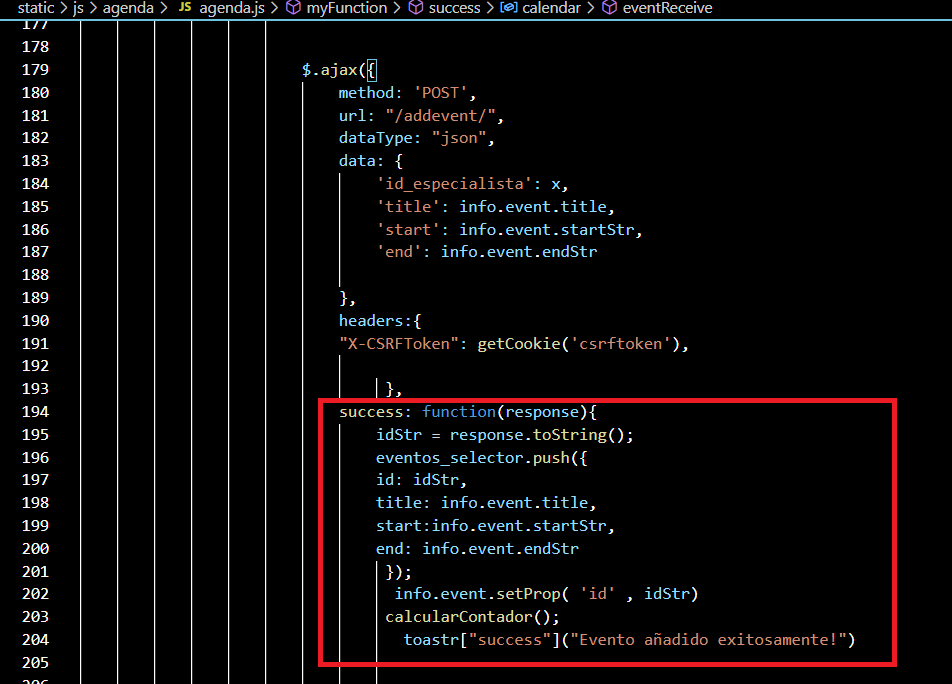 static > js > agenda > JS agenda.js > myFunction > success > calendar > eventReceive
177
178
179 $.ajax({
180 method: 'POST',
181 url: "/addevent/",
182 dataType: "json",
183 data: {
184 'id_especialista': x,
185 'title': info.event.title,
186 'start': info.event.startStr,
187 'end': info.event.endStr
188
189 },
190 headers:{
191 "X-CSRFToken": getCookie('csrftoken'),
192
193 },
194 success: function(response){
195 idStr = response.toString();
196 eventos_selector.push({
197 id: idStr,
198 title: info.event.title,
199 start:info.event.startStr,
200 end: info.event.endStr
201 });
202 info.event.setProp( 'id' , idStr)
203 calcularContador();
204 toastr["success"]("Evento añadido exitosamente!")
205
206